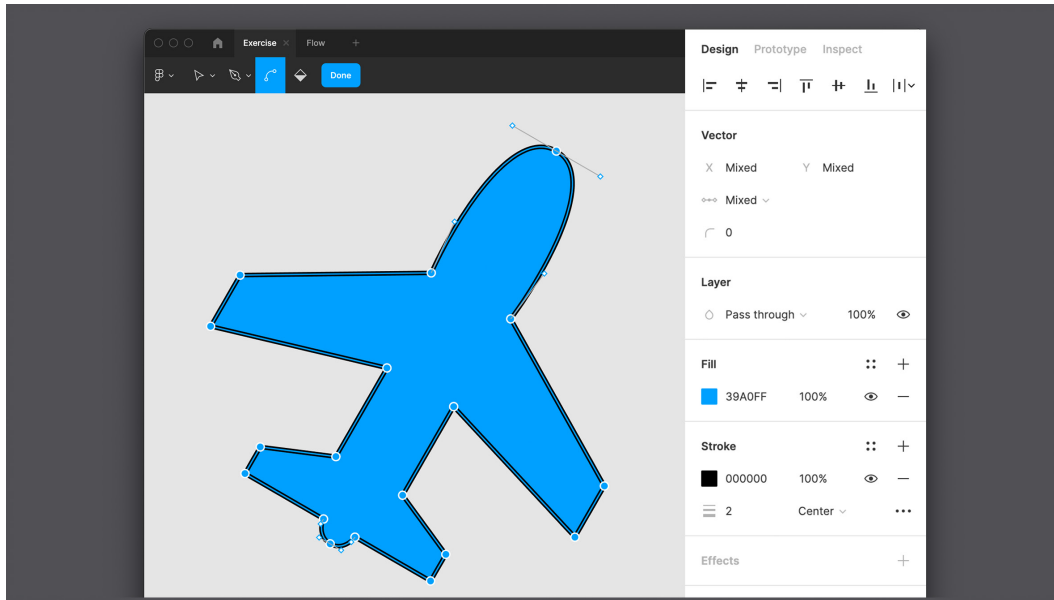 Exercise Flow
Done
Design Prototype Inspect
Vector
X Mixed Y Mixed
Mixed
0
Layer
Pass through 100%
Fill
39A0FF 100%
Stroke
000000 100%
2 Center
Effects